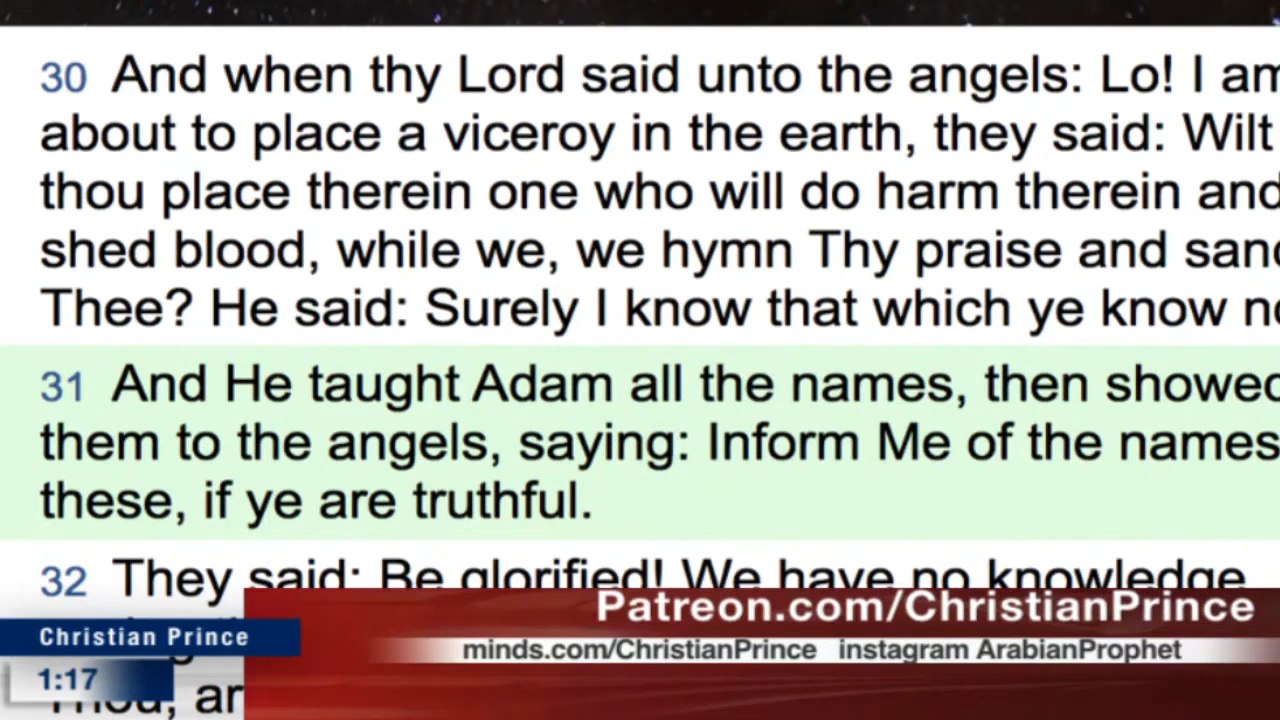 30 And when thy Lord said unto the angels: Lo! I am
about to place a viceroy in the earth, they said: Wilt
thou place therein one who will do harm therein and
shed blood, while we, we hymn Thy praise and
Thee? He said: Surely I know that which ye know
31 And He taught Adam all the names, then showed
them to the angels, saying: Inform Me of the names
these, if ye are truthful.
32 They said: Be glorified! We have no knowledge
Patreon.com/ChristianPrince
Christian Prince
minds.com/ChristianPrince instagram ArabianProphet
1:17
Thou, ar